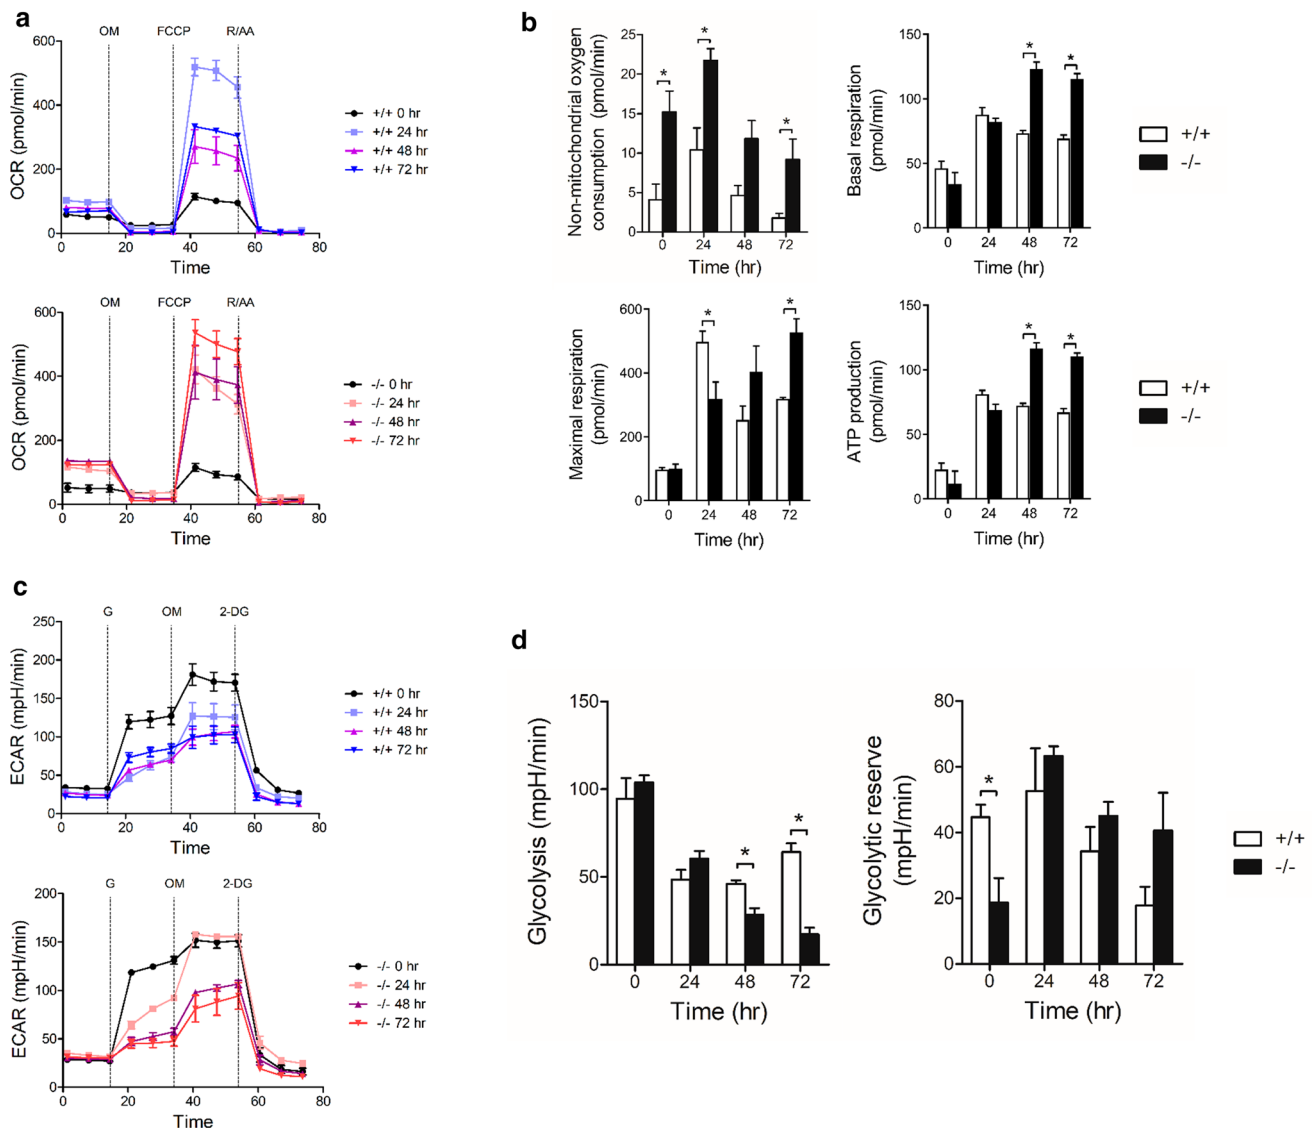 a
OM FCCP R/AA
600
400
200
0
OCR (pmol/min)
0 20 40 60 80
Time
+/+ 0 hr
+/+ 24 hr
+/+ 48 hr
+/+ 72 hr
OM FCCP R/AA
600
400
200
0
OCR (pmol/min)
0 20 40 60 80
Time
-/- 0 hr
-/- 24 hr
-/- 48 hr
-/- 72 hr
b
Non-mitochondrial oxygen
consumption (pmol/min)
25
20
15
10
5
0
* * *
0 24 48 72
Time (hr)
Basal respiration
(pmol/min)
150
100
50
0
* *
0 24 48 72
Time (hr)
+/+
-/-
Maximal respiration
(pmol/min)
600
400
200
0
* *
0 24 48 72
Time (hr)
ATP production
(pmol/min)
150
100
50
0
* *
0 24 48 72
Time (hr)
+/+
-/-
c
G OM 2-DG
250
200
150
100
50
0
ECAR (mpH/min)
0 20 40 60 80
Time
+/+ 0 hr
+/+ 24 hr
+/+ 48 hr
+/+ 72 hr
G OM 2-DG
200
150
100
50
0
ECAR (mpH/min)
0 20 40 60 80
Time
-/- 0 hr
-/- 24 hr
-/- 48 hr
-/- 72 hr
d
Glycolysis (mpH/min)
150
100
50
0
* *
0 24 48 72
Time (hr)
Glycolytic reserve
(mpH/min)
80
60
40
20
0
*
0 24 48 72
Time (hr)
+/+
-/-